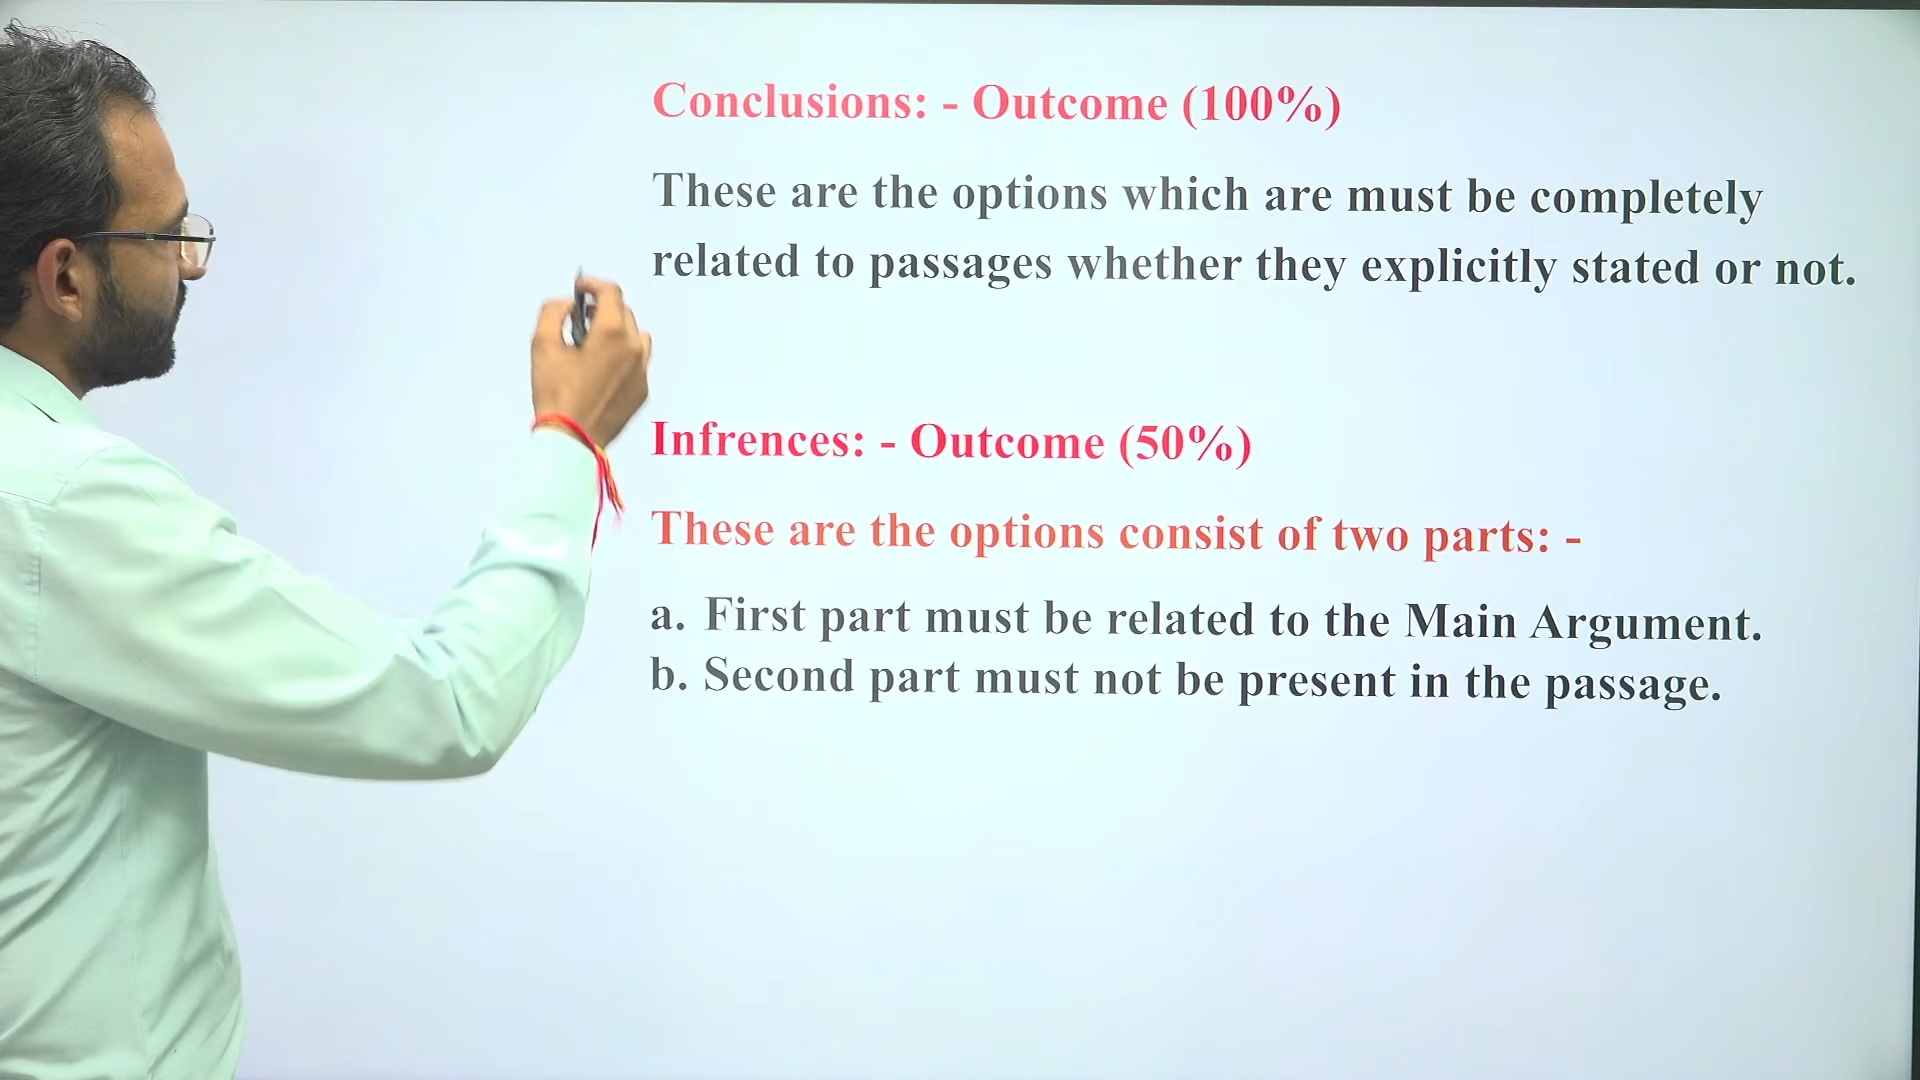 Conclusions: - Outcome (100%)
These are the options which are must be completely
related to passages whether they explicitly stated or not.
Infrences: - Outcome (50%)
These are the options consist of two parts: -
a. First part must be related to the Main Argument.
b. Second part must not be present in the passage.